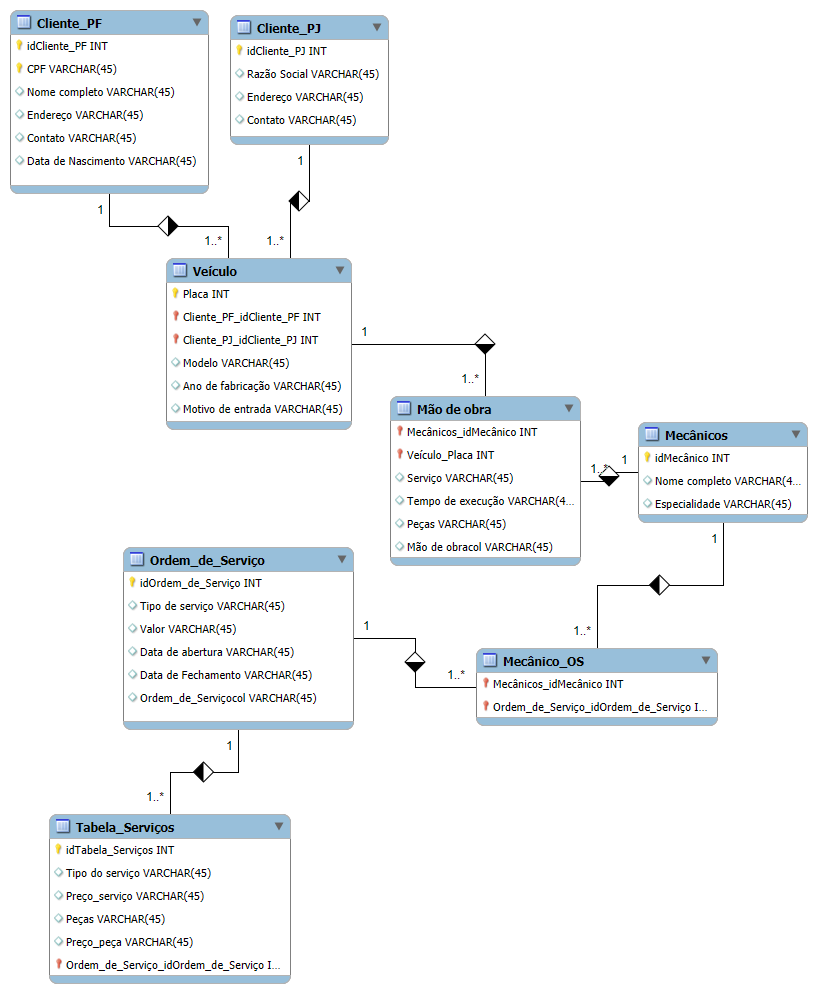 Cliente_PF
idCliente_PF INT
CPF VARCHAR(45)
Nome completo VARCHAR(45)
Endereço VARCHAR(45)
Contato VARCHAR(45)
Data de Nascimento VARCHAR(45)
Cliente_PJ
idCliente_PJ INT
Razão Social VARCHAR(45)
Endereço VARCHAR(45)
Contato VARCHAR(45)
1
1
1..*
1..*
Veículo
Placa INT
Cliente_PF_idCliente_PF INT
Cliente_PJ_idCliente_PJ INT
Modelo VARCHAR(45)
Ano de fabricação VARCHAR(45)
Motivo de entrada VARCHAR(45)
1
1..*
Mão de obra
Mecânicos_idMecânico INT
Veículo_Placa INT
Serviço VARCHAR(45)
Tempo de execução VARCHAR(4...
Peças VARCHAR(45)
Mão de obracol VARCHAR(45)
1..*
1
Mecânicos
idMecânico INT
Nome completo VARCHAR(4...
Especialidade VARCHAR(45)
1
1..*
Ordem_de_Serviço
idOrdem_de_Serviço INT
Tipo de serviço VARCHAR(45)
Valor VARCHAR(45)
Data de abertura VARCHAR(45)
Data de Fechamento VARCHAR(45)
Ordem_de_Serviçocol VARCHAR(45)
1
1..*
Mecânico_OS
Mecânicos_idMecânico INT
Ordem_de_Serviço_idOrdem_de_Serviço I...
1
1..*
Tabela_Serviços
idTabela_Serviços INT
Tipo do serviço VARCHAR(45)
Preço_serviço VARCHAR(45)
Peças VARCHAR(45)
Preço_peça VARCHAR(45)
Ordem_de_Serviço_idOrdem_de_Serviço I...